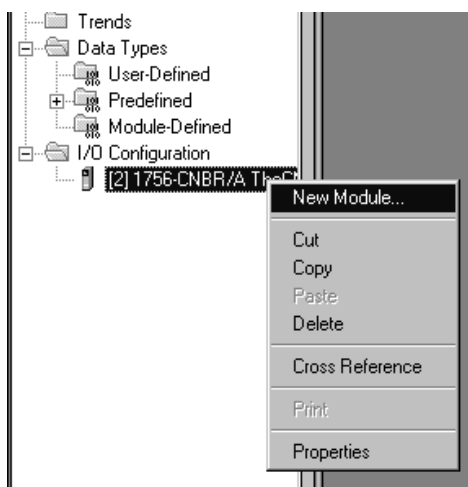 Trends
Data Types
User-Defined
Predefined
Module-Defined
I/O Configuration
[2] 1756-CNBR/A
New Module...
Cut
Copy
Paste
Delete
Cross Reference
Print
Properties